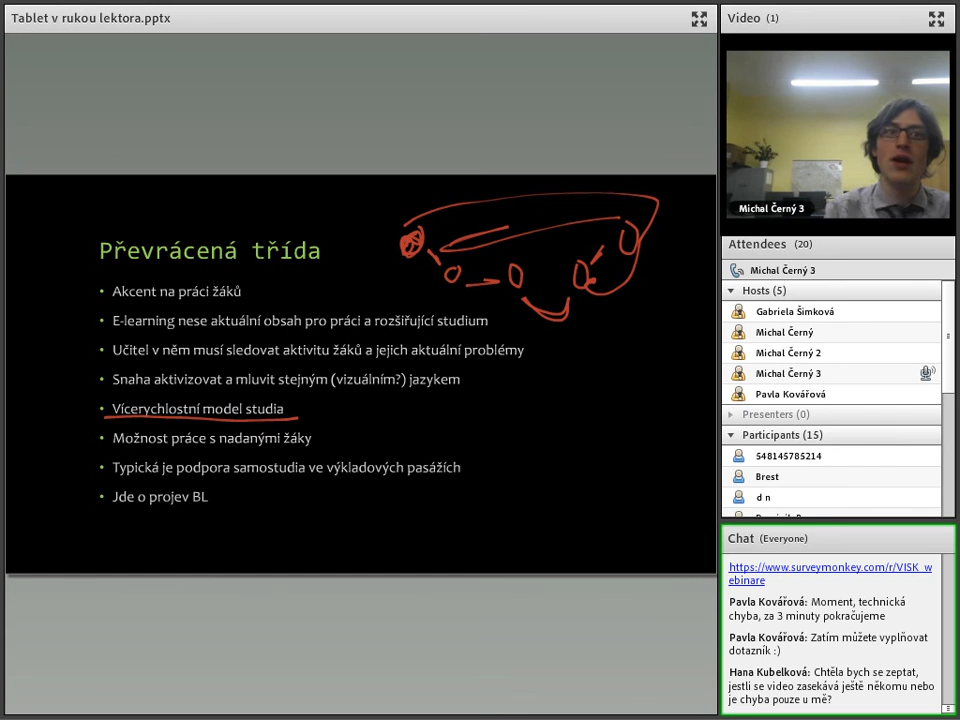 Tablet v rukou lektora.pptx
Převrácená třída
• Akcent na práci žáků
• E-learning nese aktuální obsah pro práci a rozšiřující studium
• Učitel v něm musí sledovat aktivitu žáků a jejich aktuální problémy
• Snaha aktivizovat a mluvit stejným (vizuálním?) jazykem
• Vícerychlostní model studia
• Možnost práce s nadanými žáky
• Typická je podpora samostudia ve výkladových pasážích
• Jde o projev BL
Video (1)
Michal Černý 3
Attendees (20)
Michal Černý 3
Hosts (5)
Gabriela Šimková
Michal Černý
Michal Černý 2
Michal Černý 3
Pavla Kovářová
Presenters (0)
Participants (15)
548145785214
Brest
d n
Chat (Everyone)
https://www.surveymonkey.com/r/VISK_w
ebinare
Pavla Kovářová: Moment, technická
chyba, za 3 minuty pokračujeme
Pavla Kovářová: Zatím můžete vyplňovat
dotazník :)
Hana Kubelková: Chtěla bych se zeptat,
jestli se video zasekává ještě někomu nebo
je chyba pouze u mě?